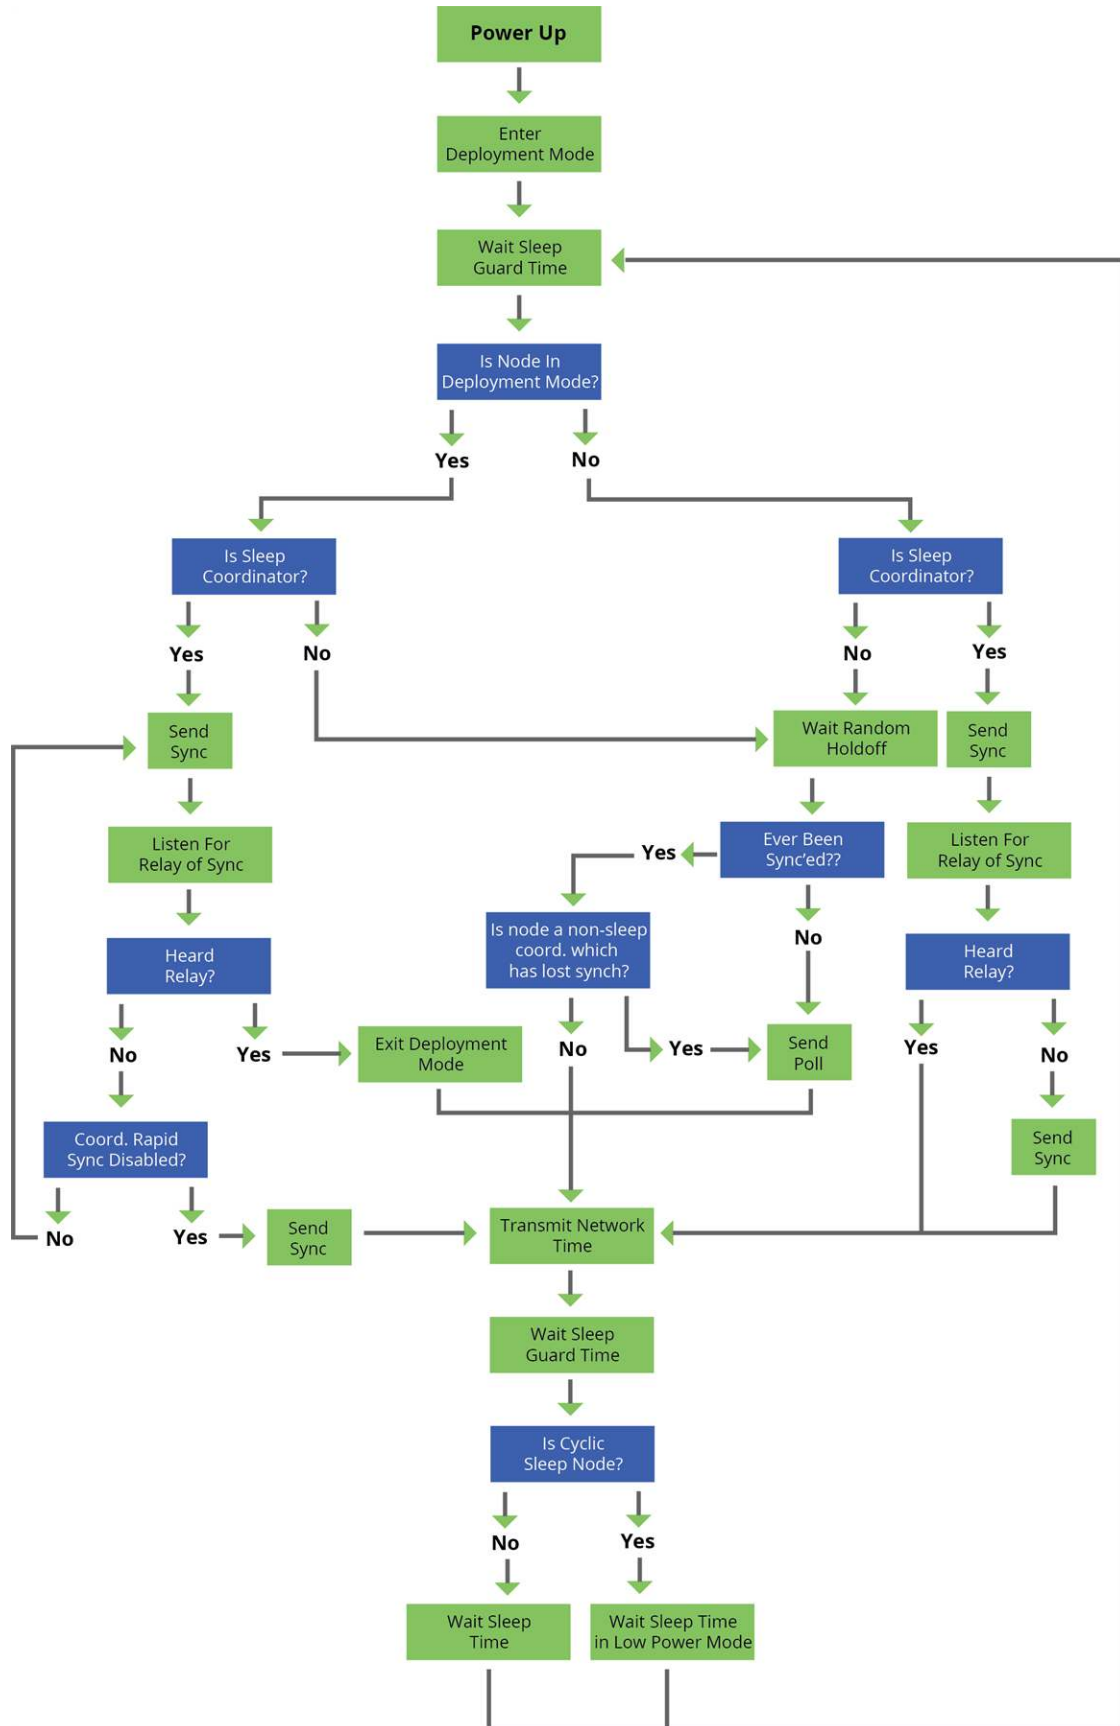 Power Up
Enter
Deployment Mode
Wait Sleep
Guard Time
Is Node In
Deployment Mode?
Yes
No
Is Sleep
Coordinator?
Is Sleep
Coordinator?
Yes
No
No
Yes
Send
Sync
Wait Random
Holdoff
Send
Sync
Listen For
Relay of Sync
Ever Been
Sync'ed??
Yes
Listen For
Relay of Sync
Is node a non-sleep
coord. which
has lost synch?
No
Heard
Relay?
Heard
Relay?
No
Yes
Exit Deployment
Mode
No
Yes
Send
Poll
Yes
No
Coord. Rapid
Sync Disabled?
Send
Sync
No
Yes
Send
Sync
Transmit Network
Time
Wait Sleep
Guard Time
Is Cyclic
Sleep Node?
No
Yes
Wait Sleep
Time
Wait Sleep Time
in Low Power Mode